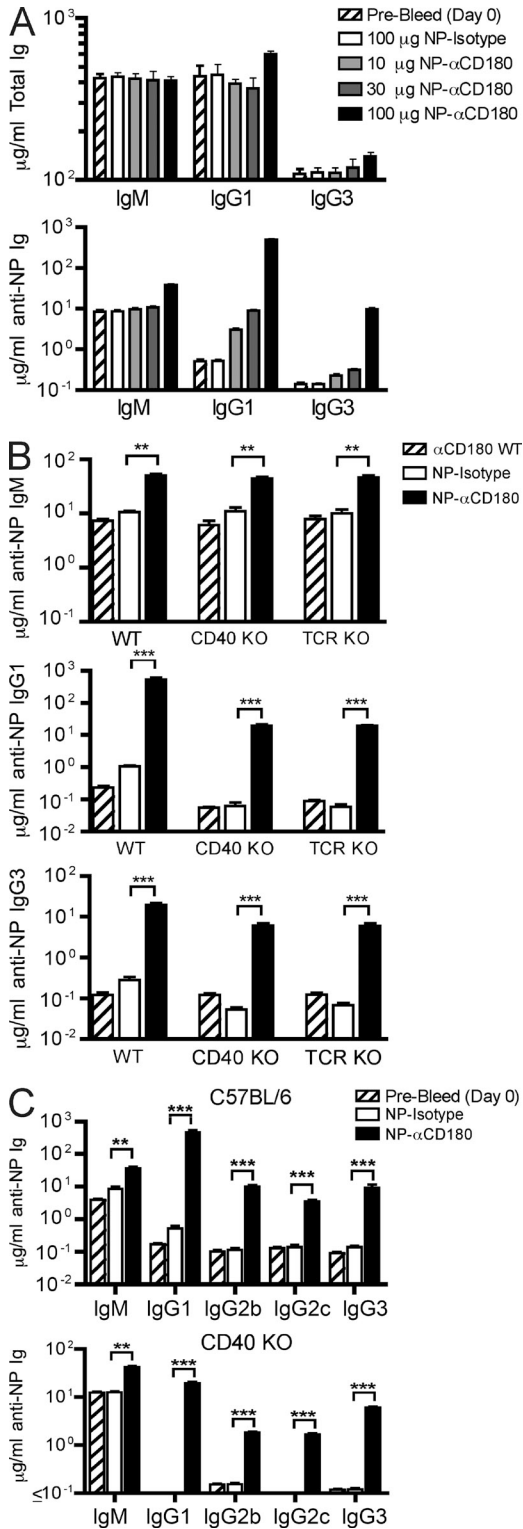 A
Pre-Bleed (Day 0)
100 μg NP-Isotype
10 μg NP-αCD180
30 μg NP-αCD180
100 μg NP-αCD180
μg/ml Total Ig
10³
10²
IgM IgG1 IgG3
μg/ml anti-NP Ig
10³
10²
10¹
10⁰
10⁻¹
IgM IgG1 IgG3
B
αCD180 WT
NP-Isotype
NP-αCD180
μg/ml anti-NP IgM
10²
10¹
10⁰
10⁻¹
** ** **
WT CD40 KO TCR KO
μg/ml anti-NP IgG1
10³
10²
10¹
10⁰
10⁻¹
10⁻²
*** *** ***
WT CD40 KO TCR KO
μg/ml anti-NP IgG3
10²
10¹
10⁰
10⁻¹
10⁻²
*** *** ***
WT CD40 KO TCR KO
C
C57BL/6
Pre-Bleed (Day 0)
NP-Isotype
NP-αCD180
μg/ml anti-NP Ig
10³
10²
10¹
10⁰
10⁻¹
10⁻²
** *** *** *** ***
IgM IgG1 IgG2b IgG2c IgG3
CD40 KO
μg/ml anti-NP Ig
10²
10¹
10⁰
≤10⁻¹
** *** *** *** ***
IgM IgG1 IgG2b IgG2c IgG3